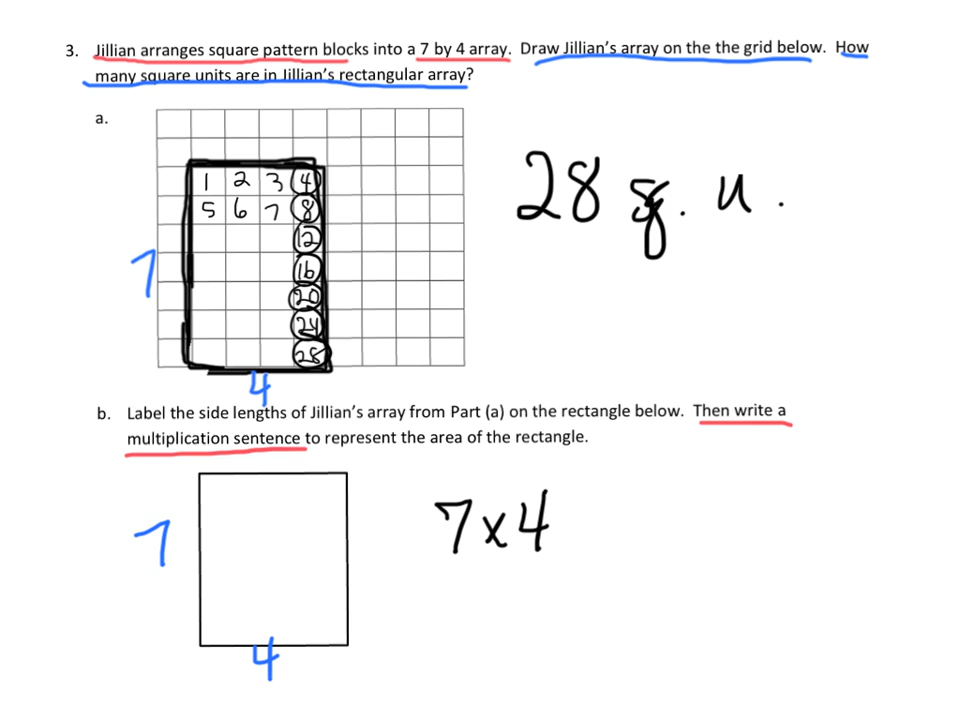 3. Jillian arranges square pattern blocks into a 7 by 4 array. Draw Jillian's array on the the grid below. How
many square units are in Jillian's rectangular array?
a.
1 2 3 4
5 6 7 8
12
16
20
24
28
7
4
28 sq. u.
b. Label the side lengths of Jillian's array from Part (a) on the rectangle below. Then write a
multiplication sentence to represent the area of the rectangle.
7
4
7 x 4